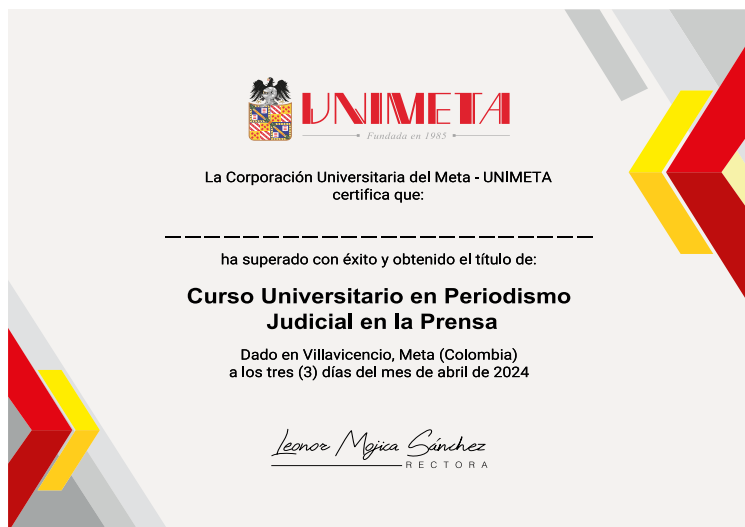 UNIMETA
Fundada en 1985
La Corporación Universitaria del Meta - UNIMETA
certifica que:
ha superado con éxito y obtenido el título de:
Curso Universitario en Periodismo
Judicial en la Prensa
Dado en Villavicencio, Meta (Colombia)
a los tres (3) días del mes de abril de 2024
Leonor Mojica Sánchez
RECTORA